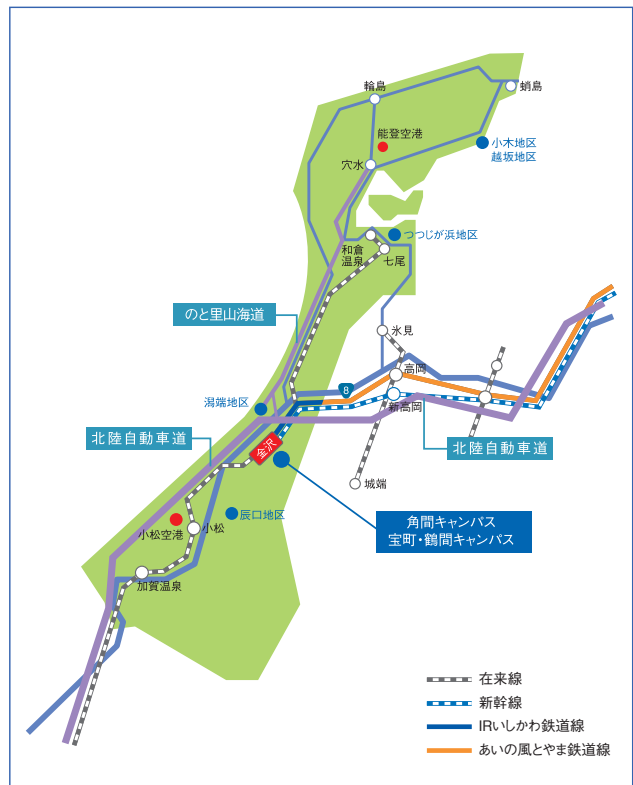 輪島
蛸島
能登空港
小木地区
越坂地区
穴水
つつじが浜地区
和倉
温泉
七尾
のと里山海道
氷見
高岡
8
新高岡
潟端地区
北陸自動車道
金沢
北陸自動車道
城端
角間キャンパス
宝町・鶴間キャンパス
辰口地区
小松空港
小松
加賀温泉
在来線
新幹線
IRいしかわ鉄道線
あいの風とやま鉄道線